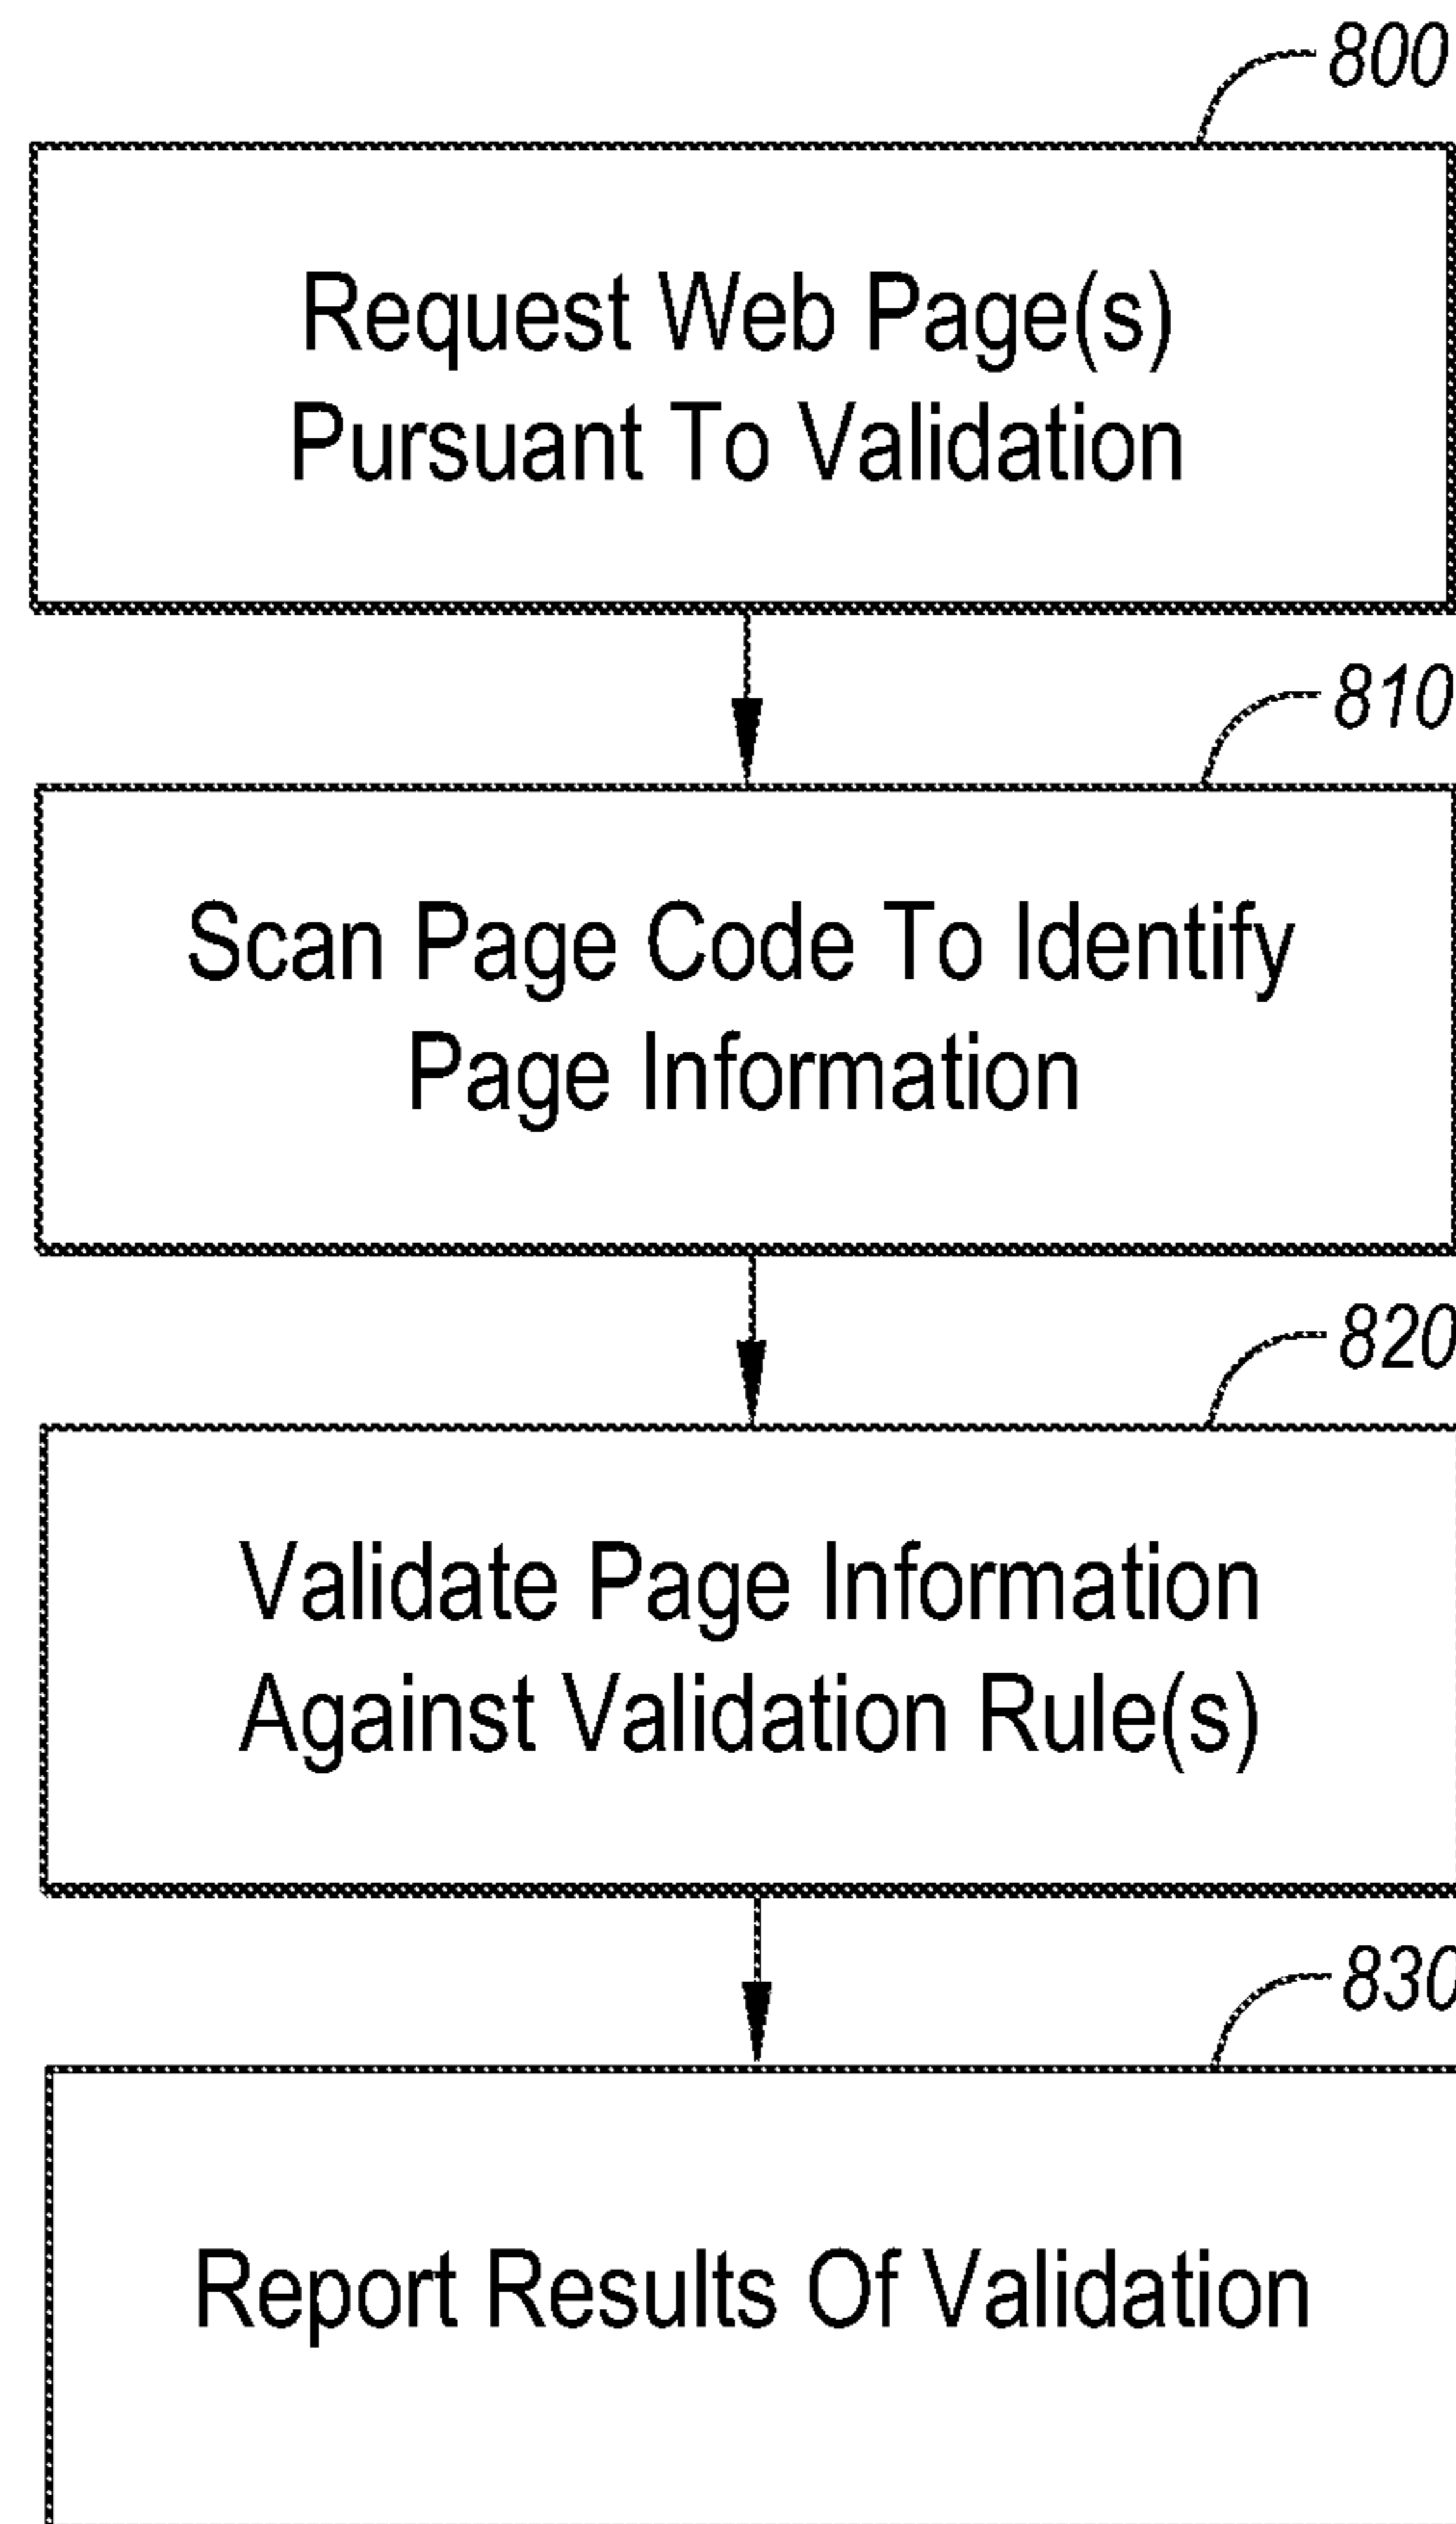 800
Request Web Page(s)
Pursuant To Validation
810
Scan Page Code To Identify
Page Information
820
Validate Page Information
Against Validation Rule(s)
830
Report Results Of Validation